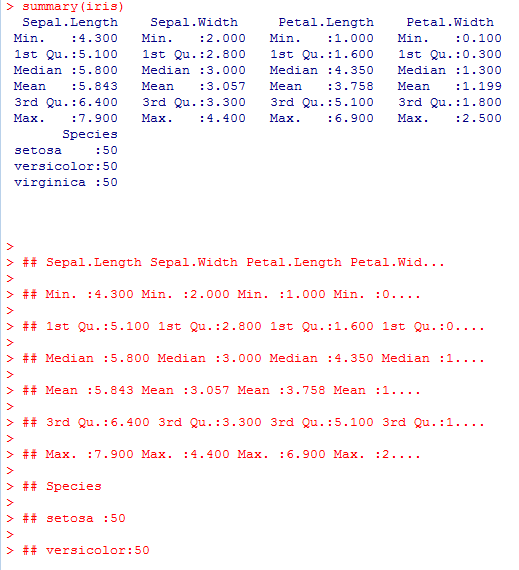 > summary(iris)
  Sepal.Length    Sepal.Width     Petal.Length    Petal.Width
 Min.   :4.300   Min.   :2.000   Min.   :1.000   Min.   :0.100
 1st Qu.:5.100   1st Qu.:2.800   1st Qu.:1.600   1st Qu.:0.300
 Median :5.800   Median :3.000   Median :4.350   Median :1.300
 Mean   :5.843   Mean   :3.057   Mean   :3.758   Mean   :1.199
 3rd Qu.:6.400   3rd Qu.:3.300   3rd Qu.:5.100   3rd Qu.:1.800
 Max.   :7.900   Max.   :4.400   Max.   :6.900   Max.   :2.500
       Species
 setosa    :50
 versicolor:50
 virginica :50
>
> ## Sepal.Length Sepal.Width Petal.Length Petal.Wid...
>
> ## Min. :4.300 Min. :2.000 Min. :1.000 Min. :0....
>
> ## 1st Qu.:5.100 1st Qu.:2.800 1st Qu.:1.600 1st Qu.:0....
>
> ## Median :5.800 Median :3.000 Median :4.350 Median :1....
>
> ## Mean :5.843 Mean :3.057 Mean :3.758 Mean :1....
>
> ## 3rd Qu.:6.400 3rd Qu.:3.300 3rd Qu.:5.100 3rd Qu.:1....
>
> ## Max. :7.900 Max. :4.400 Max. :6.900 Max. :2....
>
> ## Species
>
> ## setosa :50
>
> ## versicolor:50